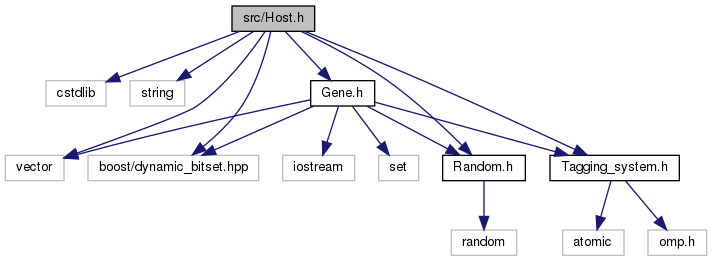 src/Host.h
cstdlib
string
Gene.h
vector
boost/dynamic_bitset.hpp
iostream
set
Random.h
Tagging_system.h
random
atomic
omp.h